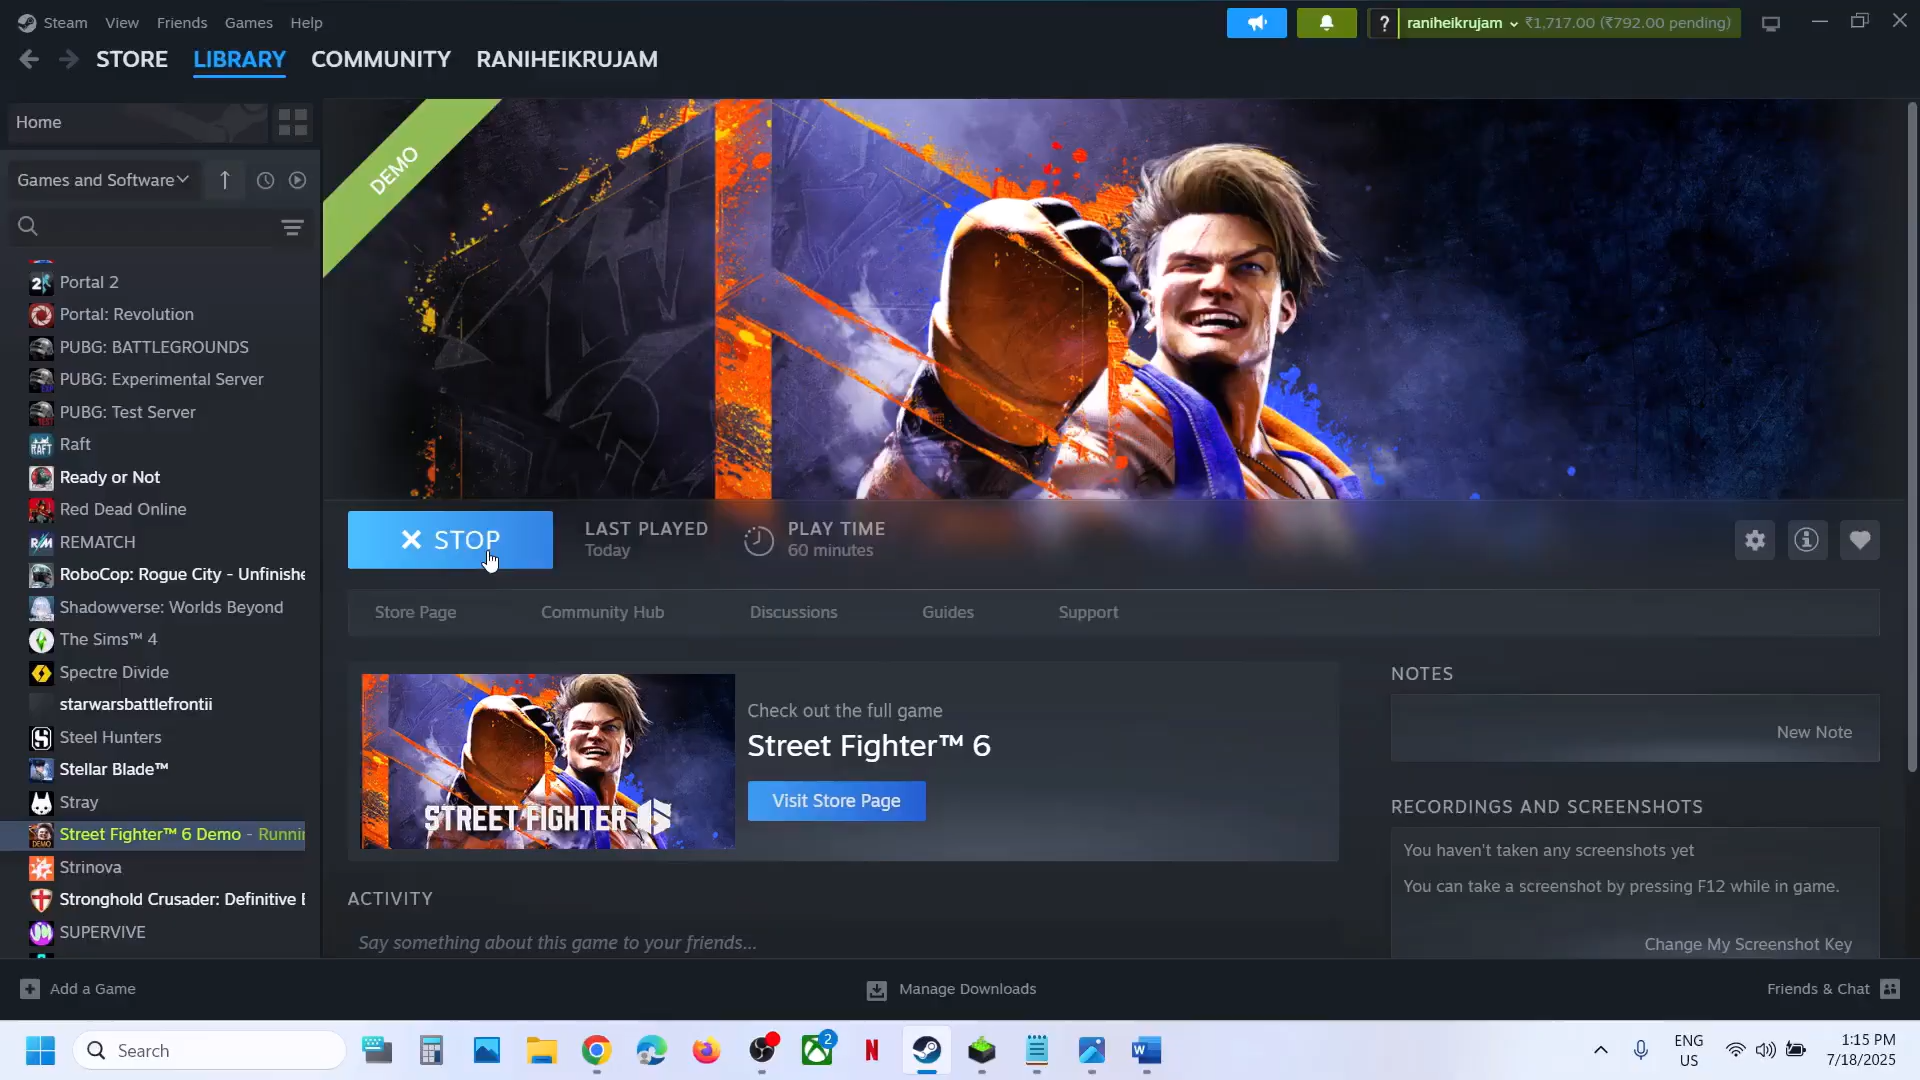 Steam View Friends Games Help
? raniheikrujam ₹1,717.00 (₹792.00 pending)
STORE LIBRARY COMMUNITY RANIHEIKRUJAM
Home
Games and Software
DEMO
Portal 2
Portal: Revolution
PUBG: BATTLEGROUNDS
PUBG: Experimental Server
PUBG: Test Server
Raft
Ready or Not
Red Dead Online
REMATCH
RoboCop: Rogue City - Unfinishe
Shadowverse: Worlds Beyond
The Sims™ 4
Spectre Divide
starwarsbattlefrontii
Steel Hunters
Stellar Blade™
Stray
Street Fighter™ 6 Demo - Runnin
Strinova
Stronghold Crusader: Definitive E
SUPERVIVE
STOP
LAST PLAYED
Today
PLAY TIME
60 minutes
Store Page Community Hub Discussions Guides Support
STREET FIGHTER 6
Check out the full game
Street Fighter™ 6
Visit Store Page
ACTIVITY
Say something about this game to your friends...
NOTES
New Note
RECORDINGS AND SCREENSHOTS
You haven't taken any screenshots yet
You can take a screenshot by pressing F12 while in game.
Change My Screenshot Key
Add a Game
Manage Downloads
Friends & Chat
Search
2
ENG
US
1:15 PM
7/18/2025